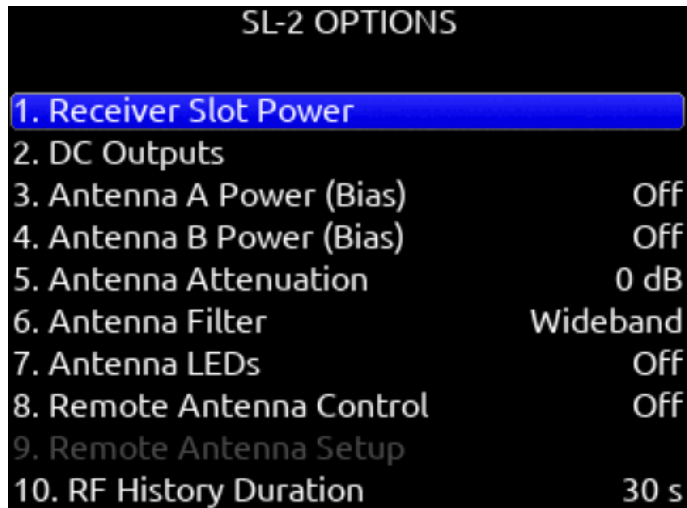 SL-2 OPTIONS
1. Receiver Slot Power
2. DC Outputs
3. Antenna A Power (Bias) Off
4. Antenna B Power (Bias) Off
5. Antenna Attenuation 0 dB
6. Antenna Filter Wideband
7. Antenna LEDs Off
8. Remote Antenna Control Off
9. Remote Antenna Setup
10. RF History Duration 30 s